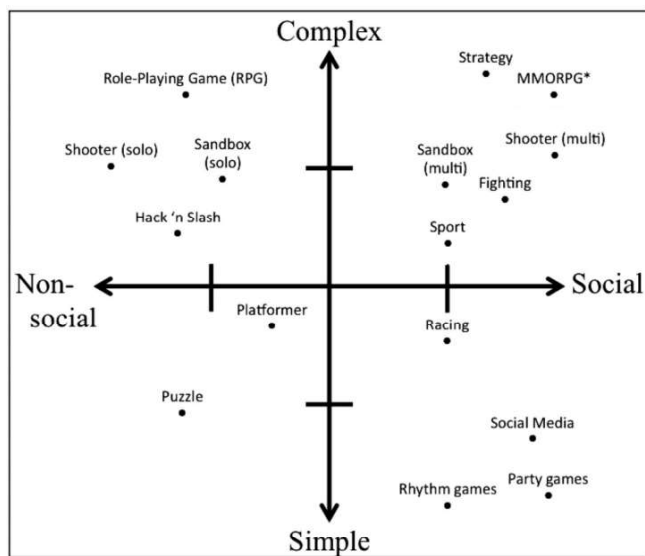 Complex
Strategy
Role-Playing Game (RPG)
MMORPG*
Shooter (solo)
Sandbox
(solo)
Sandbox
(multi)
Shooter (multi)
Fighting
Hack ‘n Slash
Sport
Non-
social
Social
Platformer
Racing
Puzzle
Social Media
Rhythm games
Party games
Simple